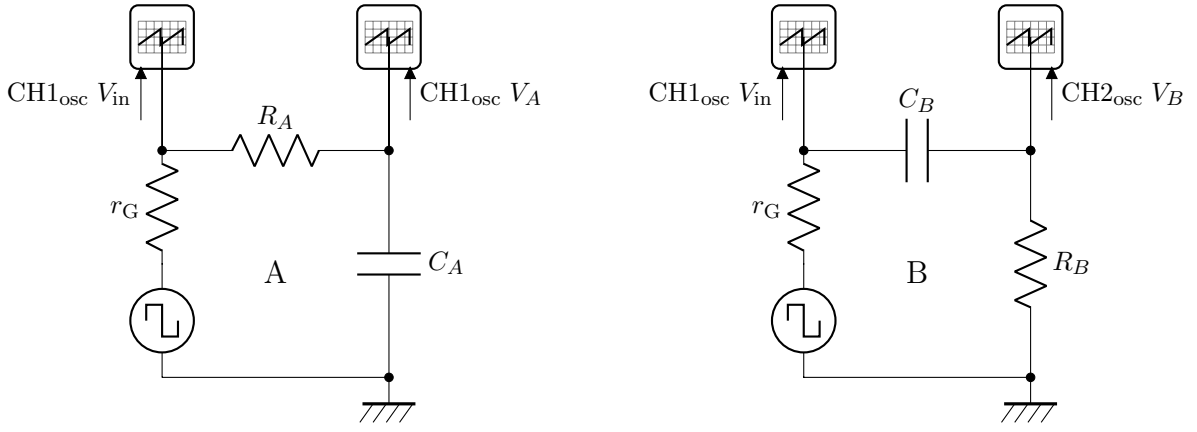 CH1osc Vin
CH1osc VA
RA
rG
A
CA
CH1osc Vin
CH2osc VB
CB
rG
B
RB